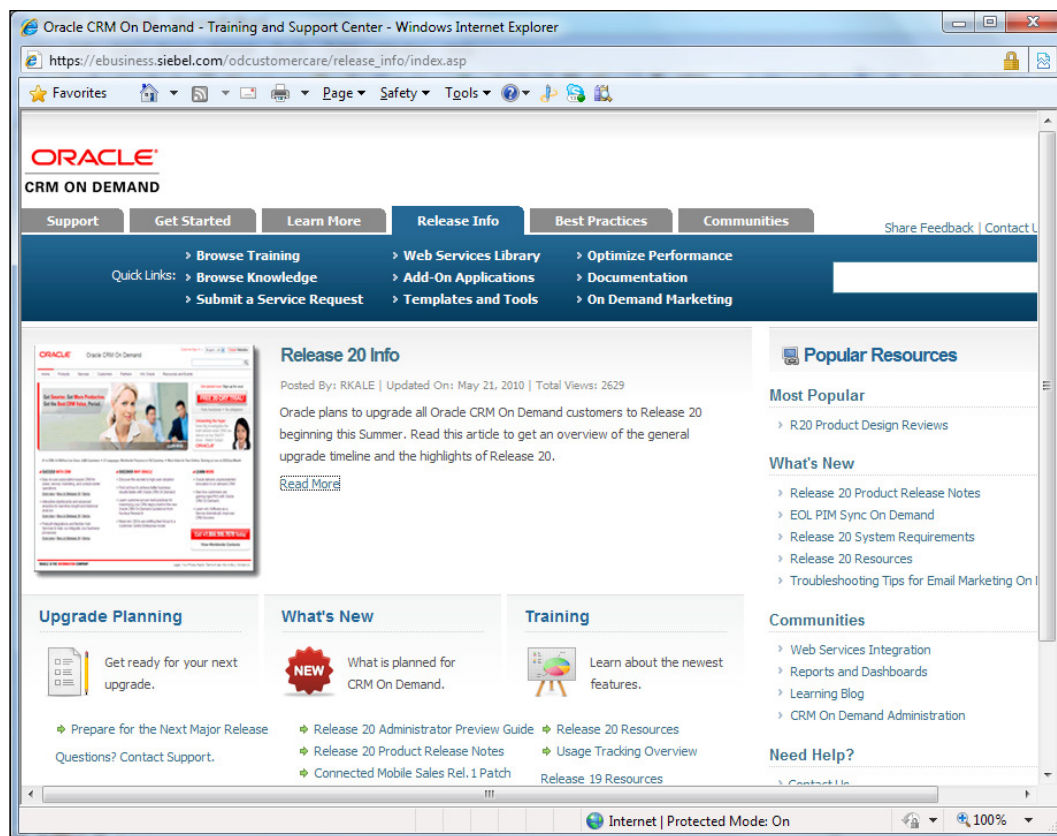 Oracle CRM On Demand - Training and Support Center - Windows Internet Explorer
https://ebusiness.siebel.com/odcustomercare/release_info/index.asp
Favorites Page Safety Tools
ORACLE
CRM ON DEMAND
Support Get Started Learn More Release Info Best Practices Communities
Share Feedback | Contact U
Quick Links:
› Browse Training › Web Services Library › Optimize Performance
› Browse Knowledge › Add-On Applications › Documentation
› Submit a Service Request › Templates and Tools › On Demand Marketing
ORACLE Oracle CRM On Demand
Release 20 Info
Posted By: RKALE | Updated On: May 21, 2010 | Total Views: 2629
Oracle plans to upgrade all Oracle CRM On Demand customers to Release 20
beginning this Summer. Read this article to get an overview of the general
upgrade timeline and the highlights of Release 20.
Read More
Popular Resources
Most Popular
› R20 Product Design Reviews
What's New
› Release 20 Product Release Notes
› EOL PIM Sync On Demand
› Release 20 System Requirements
› Release 20 Resources
› Troubleshooting Tips for Email Marketing On
Communities
› Web Services Integration
› Reports and Dashboards
› Learning Blog
› CRM On Demand Administration
Need Help?
› Contact Us
Upgrade Planning
Get ready for your next
upgrade.
Prepare for the Next Major Release
Questions? Contact Support.
What's New
NEW
What is planned for
CRM On Demand.
Release 20 Administrator Preview Guide
Release 20 Product Release Notes
Connected Mobile Sales Rel. 1 Patch
Training
Learn about the newest
features.
Release 20 Resources
Usage Tracking Overview
Release 19 Resources
Internet | Protected Mode: On
100%